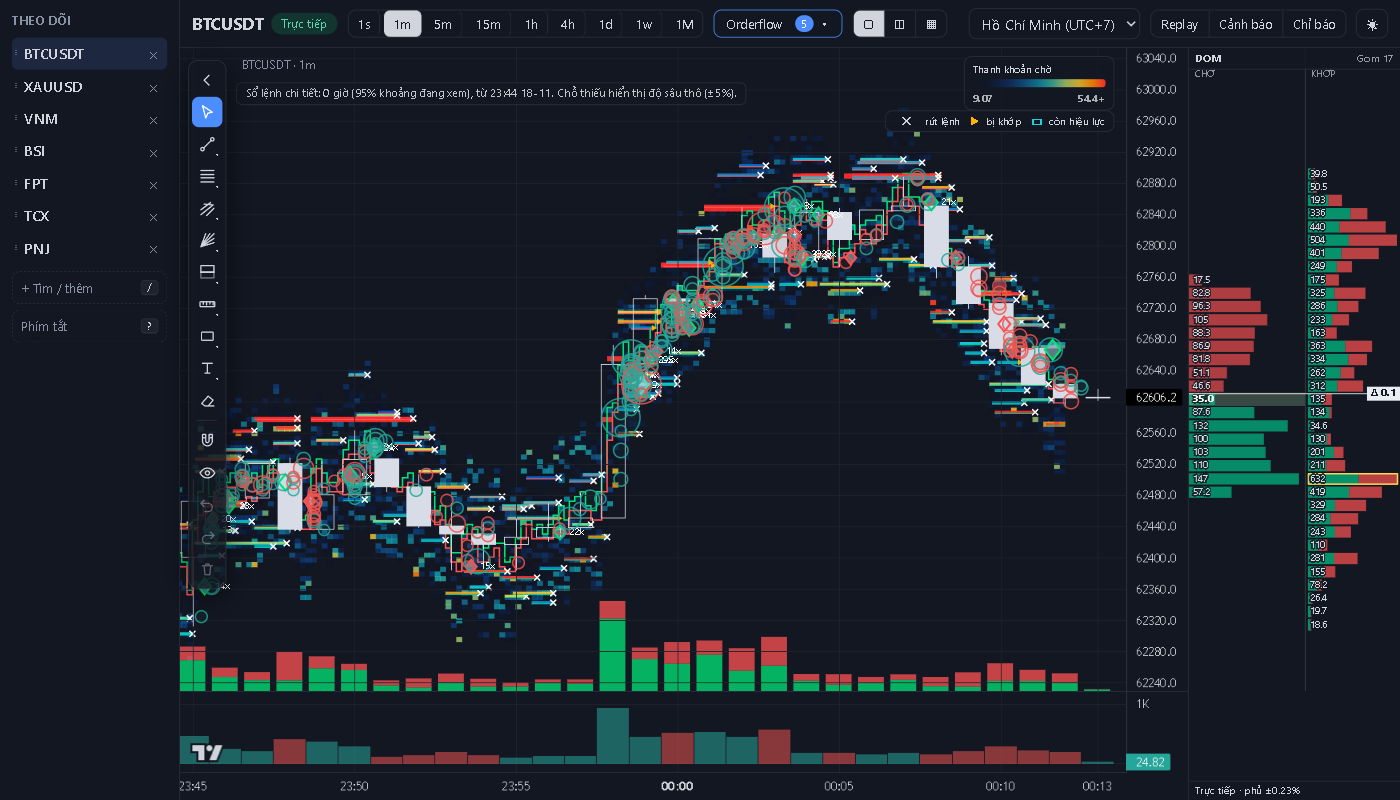 THEO DÕI
BTCUSDT
XAUUSD
VNM
BSI
FPT
TCX
PNJ
+ Tìm / thêm /
Phím tắt ?
BTCUSDT Trực tiếp 1s 1m 5m 15m 1h 4h 1d 1w 1M Orderflow 5 Hồ Chí Minh (UTC+7) Replay Cảnh báo Chỉ báo
BTCUSDT · 1m
Sổ lệnh chi tiết: 0 giờ (95% khoảng đang xem), từ 23:44 18-11. Chỗ thiếu hiển thị độ sâu thô (±5%).
Thanh khoản chờ
9.07 54.4+
rút lệnh bị khớp còn hiệu lực
63040.0
63000.0
62960.0
62920.0
62880.0
62840.0
62800.0
62760.0
62720.0
62680.0
62640.0
62606.2
62560.0
62520.0
62480.0
62440.0
62400.0
62360.0
62320.0
62280.0
62240.0
1K
24.82
23:45 23:50 23:55 00:00 00:05 00:10 00:13
DOM Gom 17
CHỜ KHỚP
39.8
50.5
193
336
440
504
401
249
17.5 175
82.8 325
96.3 286
105 233
88.3 163
86.9 363
81.8 334
51.1 262
46.6 312
35.0 135
Δ 0.1
87.6 134
132 34.6
100 130
103 201
110 211
147 632
57.2 419
329
284
243
110
281
155
78.2
26.4
19.7
18.6
Trực tiếp · phủ ±0.23%
21x
14x
22x
15x